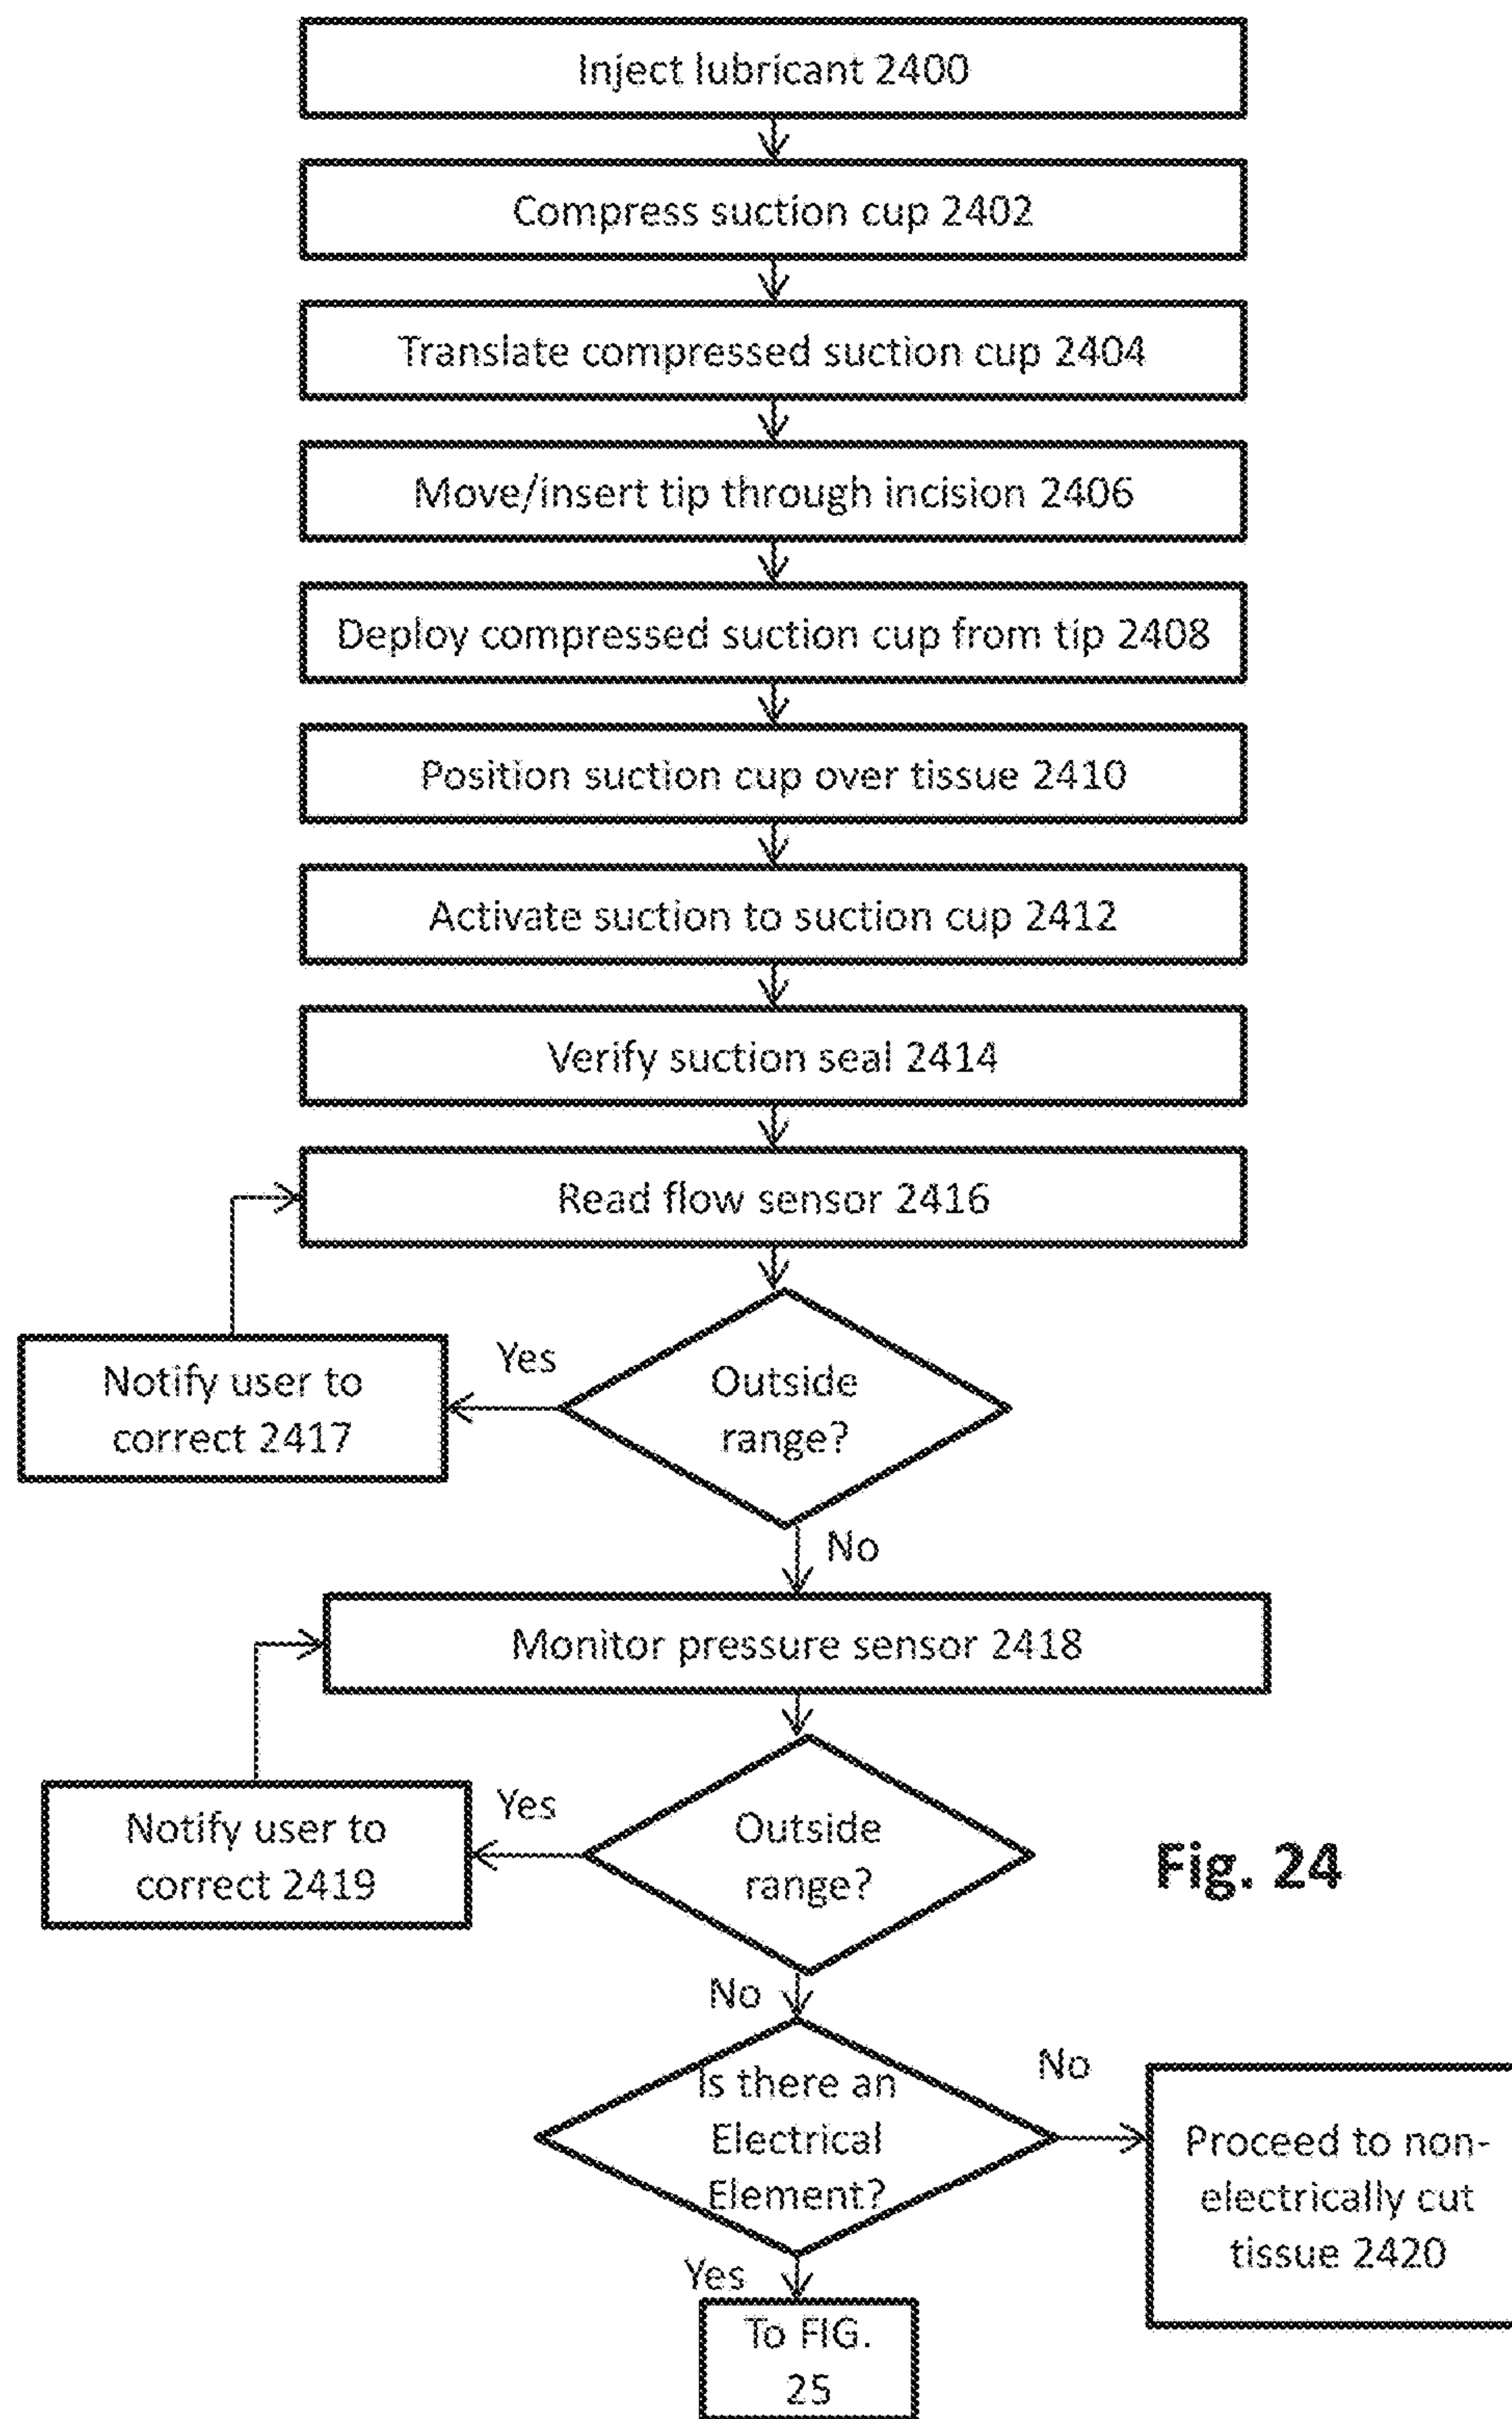 Inject lubricant 2400
Compress suction cup 2402
Translate compressed suction cup 2404
Move/insert tip through incision 2406
Deploy compressed suction cup from tip 2408
Position suction cup over tissue 2410
Activate suction to suction cup 2412
Verify suction seal 2414
Read flow sensor 2416
Yes
Notify user to
correct 2417
Outside
range?
No
Monitor pressure sensor 2418
Yes
Notify user to
correct 2419
Outside
range?
Fig. 24
No
Is there an
Electrical
Element?
No
Proceed to non-
electrically cut
tissue 2420
Yes
To FIG.
25